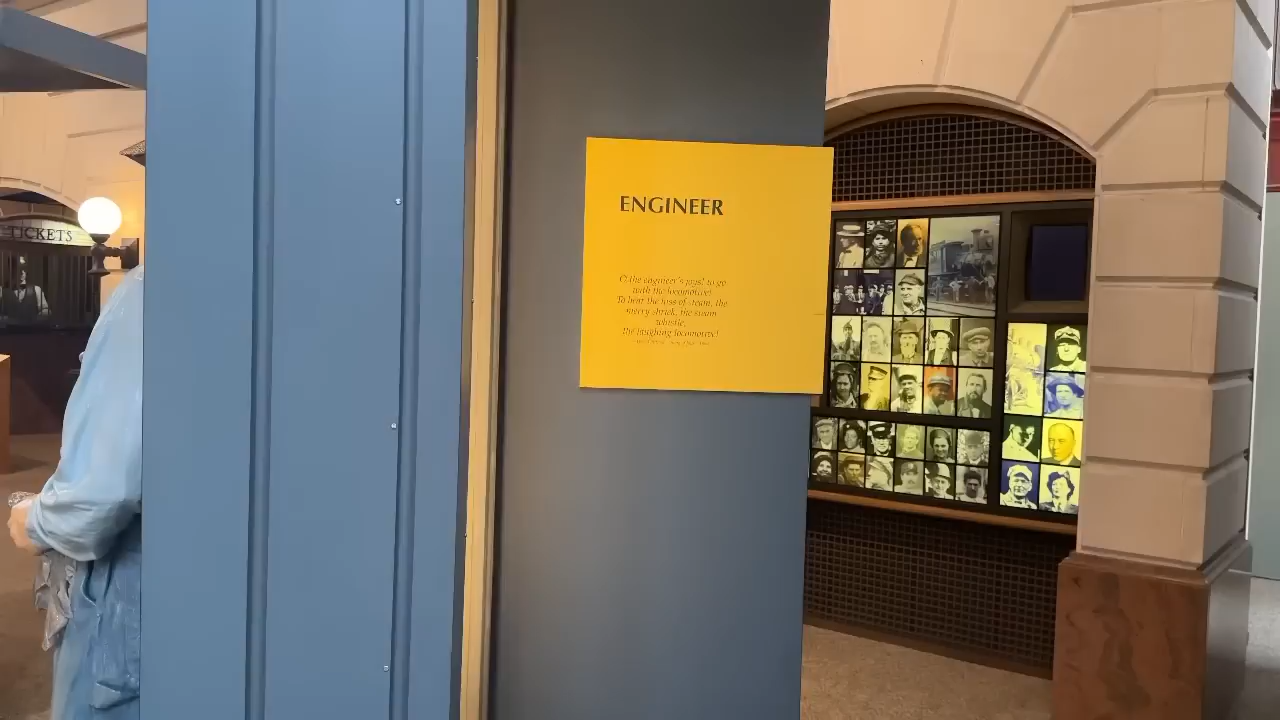 TICKETS
ENGINEER
O the engineer's joys! to go
with the locomotive!
To hear the hiss of steam, the
merry shriek, the steam
whistle,
the laughing locomotive!